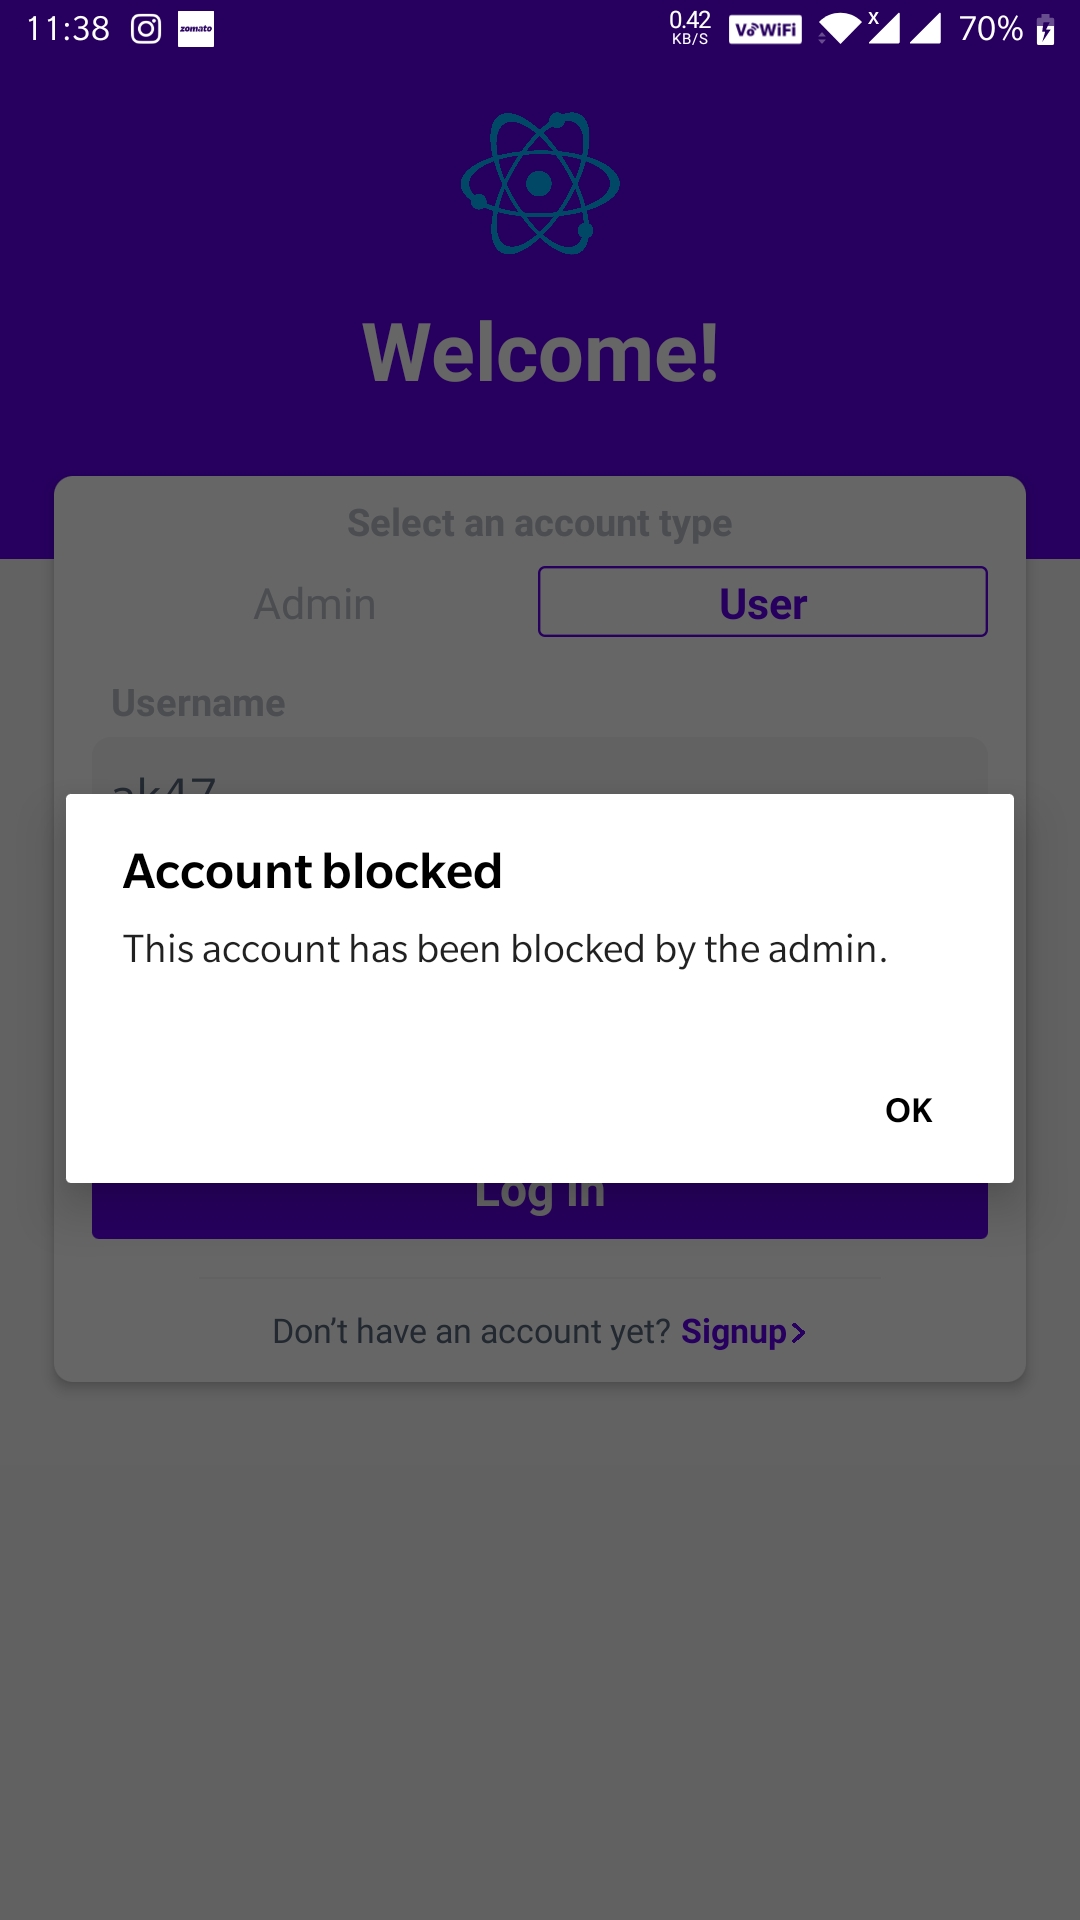 11:38 zomato 0.42 KB/S VoWiFi x 70%
Welcome!
Select an account type
Admin User
Username
ak47
Account blocked
This account has been blocked by the admin.
OK
Log in
Don't have an account yet? Signup